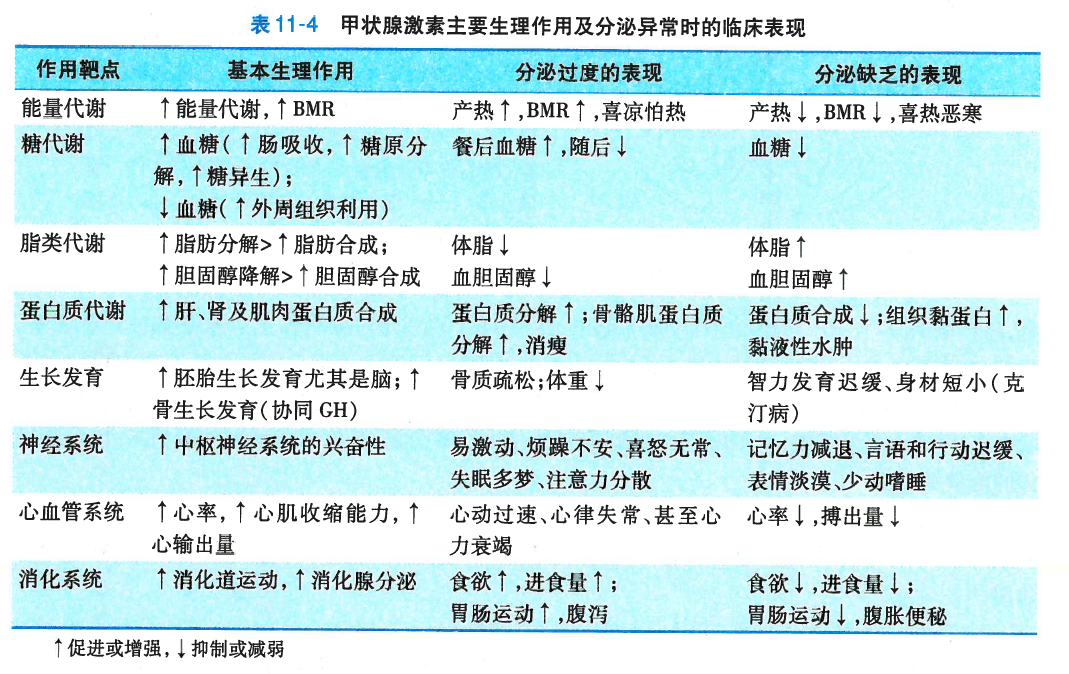 表 11-4 甲状腺激素主要生理作用及分泌异常时的临床表现
作用靶点 基本生理作用 分泌过度的表现 分泌缺乏的表现
能量代谢 ↑能量代谢,↑BMR 产热↑,BMR↑,喜凉怕热 产热↓,BMR↓,喜热恶寒
糖代谢 ↑血糖(↑肠吸收,↑糖原分 餐后血糖↑,随后↓ 血糖↓
解,↑糖异生);
↓血糖(↑外周组织利用)
脂类代谢 ↑脂肪分解>↑脂肪合成; 体脂↓ 体脂↑
↑胆固醇降解>↑胆固醇合成 血胆固醇↓ 血胆固醇↑
蛋白质代谢 ↑肝、肾及肌肉蛋白质合成 蛋白质分解↑;骨骼肌蛋白质 蛋白质合成↓;组织黏蛋白↑,
分解↑,消瘦 黏液性水肿
生长发育 ↑胚胎生长发育尤其是脑;↑ 骨质疏松;体重↓ 智力发育迟缓、身材短小(克
骨生长发育(协同 GH) 汀病)
神经系统 ↑中枢神经系统的兴奋性 易激动、烦躁不安、喜怒无常、 记忆力减退、言语和行动迟缓、
失眠多梦、注意力分散 表情淡漠、少动嗜睡
心血管系统 ↑心率,↑心肌收缩能力,↑ 心动过速、心律失常、甚至心 心率↓,搏出量↓
心输出量 力衰竭
消化系统 ↑消化道运动,↑消化腺分泌 食欲↑,进食量↑; 食欲↓,进食量↓;
胃肠运动↑,腹泻 胃肠运动↓,腹胀便秘
↑促进或增强,↓抑制或减弱